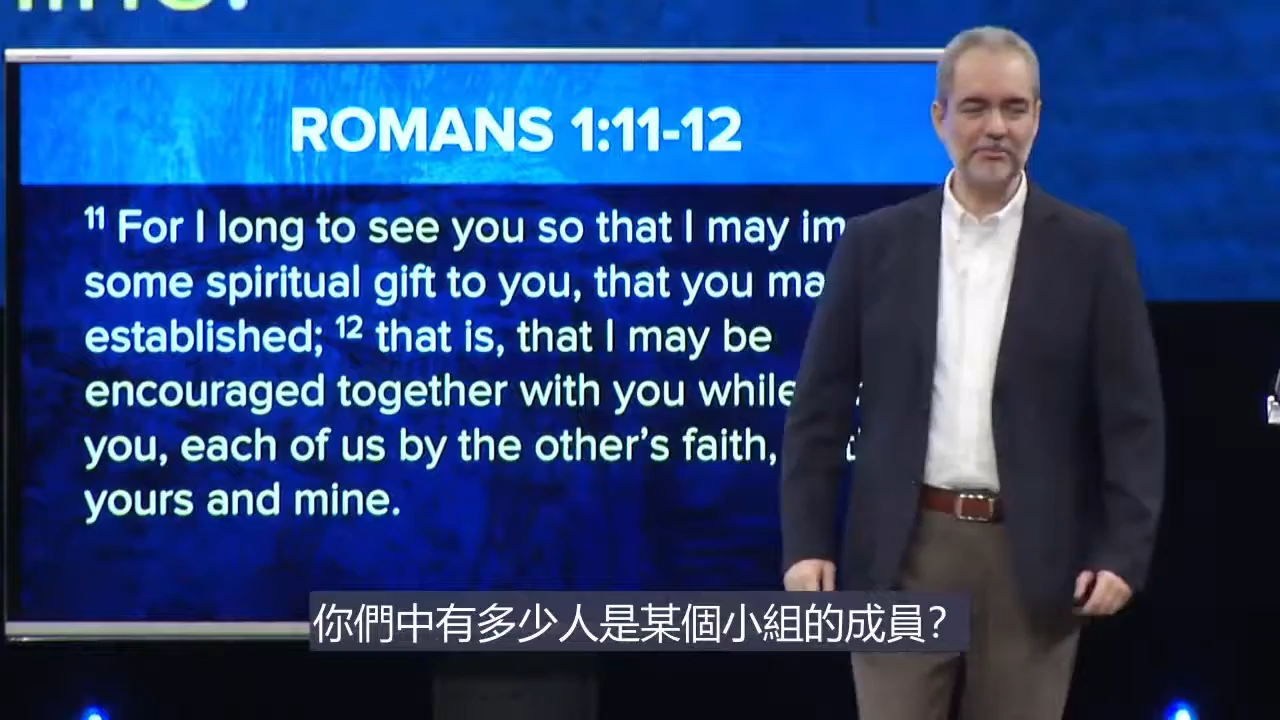 ROMANS 1:11-12
11 For I long to see you so that I may
some spiritual gift to you, that you
established; 12 that is, that I may be
encouraged together with you while
you, each of us by the other's faith,
yours and mine.
你們中有多少人是某個小組的成員?